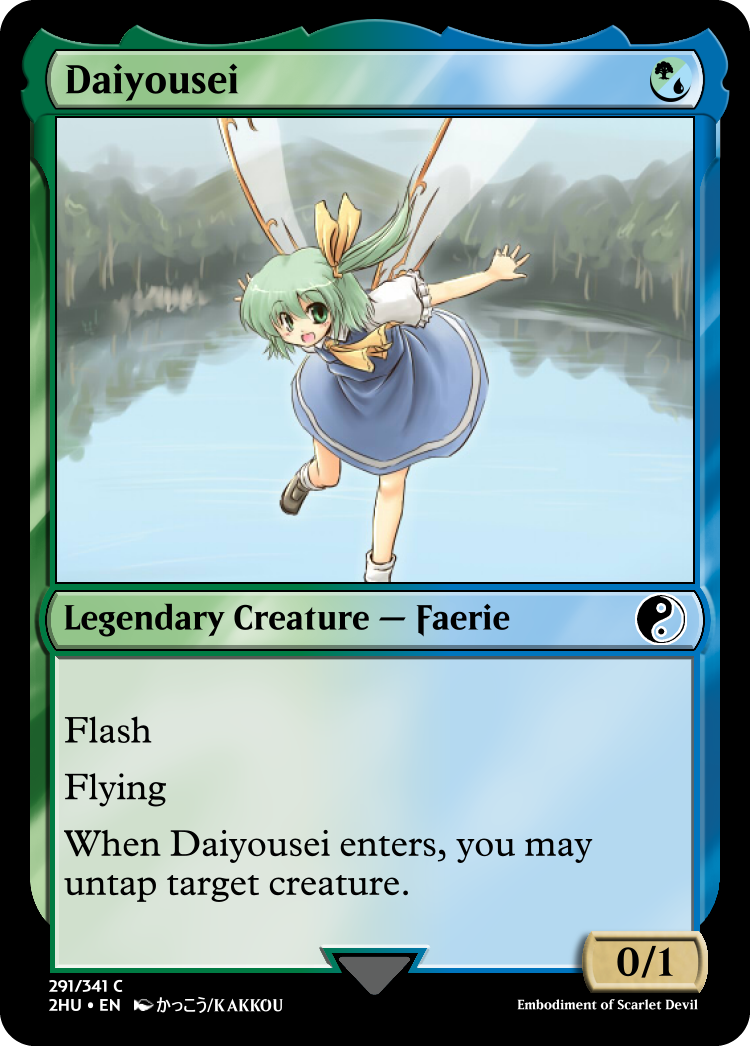 Daiyousei
Legendary Creature — Faerie
Flash
Flying
When Daiyousei enters, you may
untap target creature.
0/1
291/341 C
2HU • EN かっこう/KAKKOU
Embodiment of Scarlet Devil